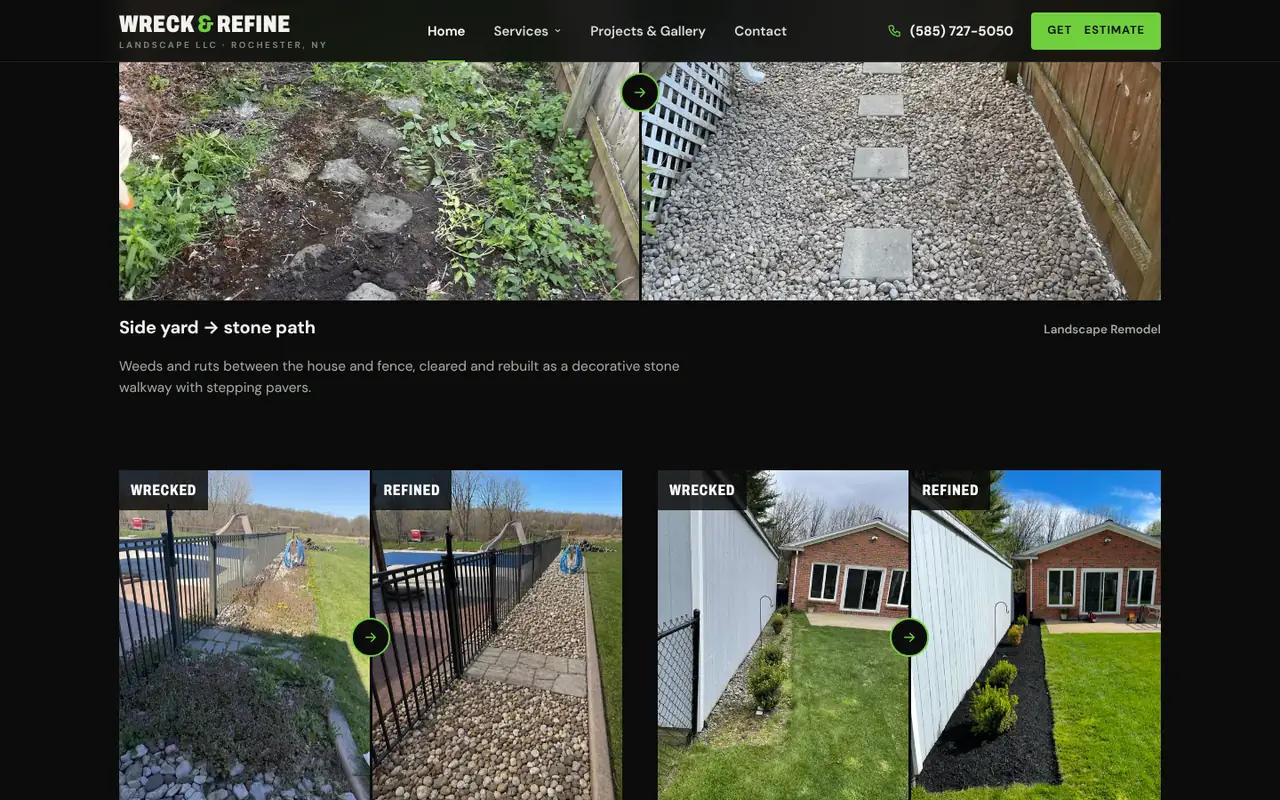 WRECK & REFINE
LANDSCAPE LLC · ROCHESTER, NY
Home
Services
Projects & Gallery
Contact
(585) 727-5050
GET ESTIMATE
Side yard → stone path
Landscape Remodel
Weeds and ruts between the house and fence, cleared and rebuilt as a decorative stone
walkway with stepping pavers.
WRECKED
REFINED
WRECKED
REFINED